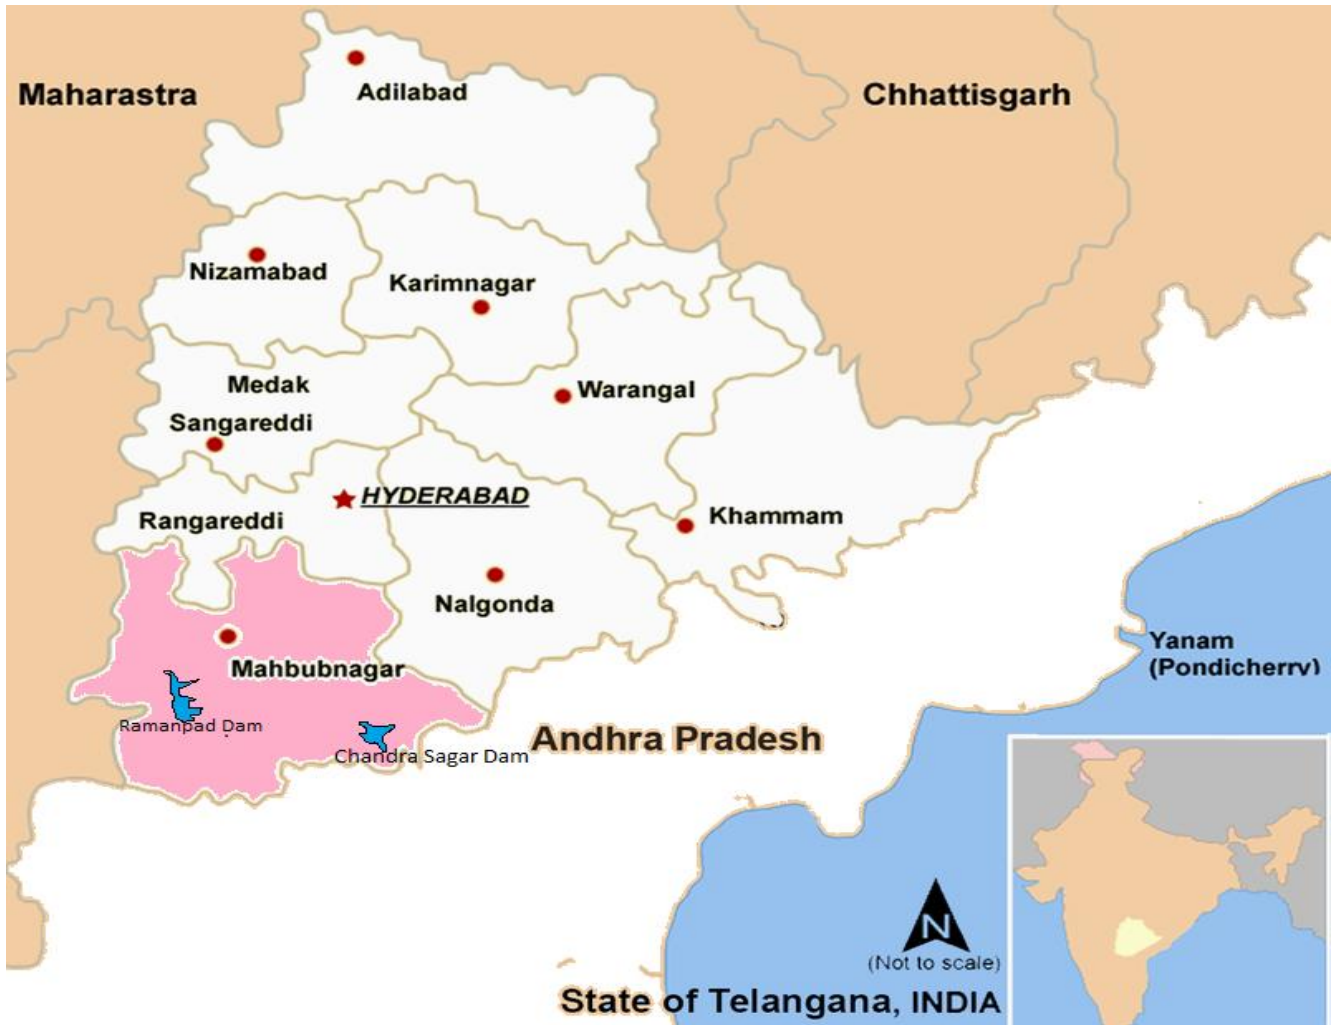 Adilabad
Maharastra
Chhattisgarh
Nizamabad
Karimnagar
Medak
Warangal
Sangareddi
HYDERABAD
Rangareddi
Khammam
Nalgonda
Mahbubnagar
Yanam
(Pondicherry)
Ramanpad Dam
Chandra Sagar Dam
Andhra Pradesh
N
(Not to scale)
State of Telangana, INDIA